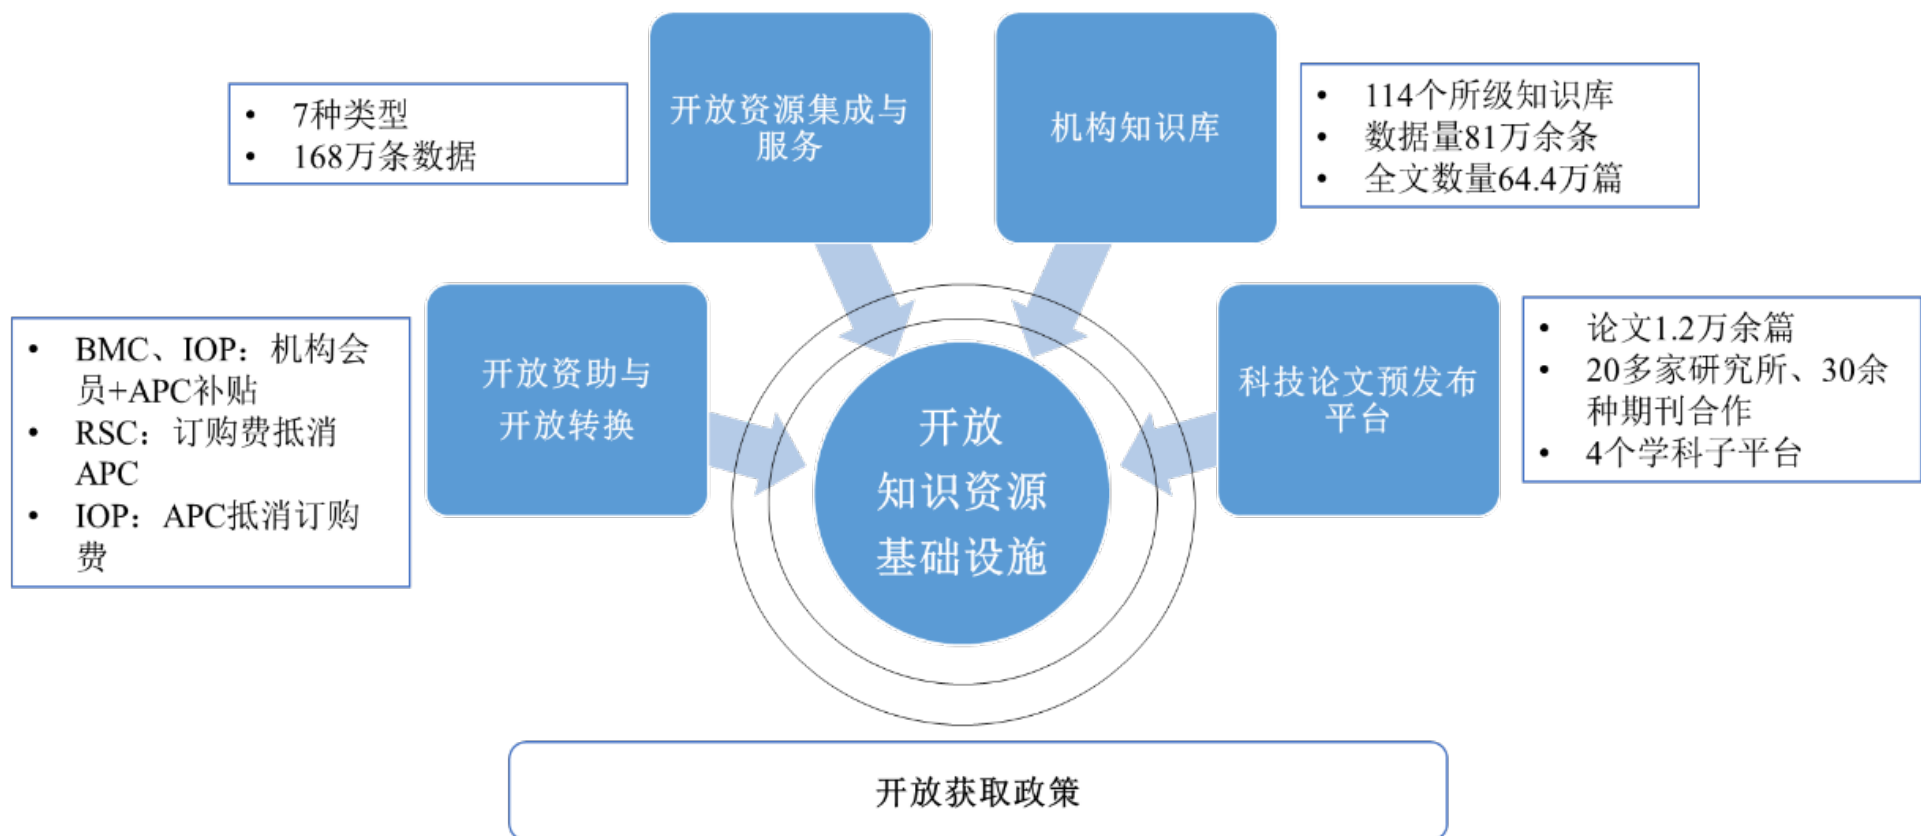 • 7种类型
• 168万条数据
开放资源集成与
服务
机构知识库
• 114个所级知识库
• 数据量81万余条
• 全文数量64.4万篇
• BMC、IOP：机构会
员+APC补贴
• RSC：订购费抵消
APC
• IOP：APC抵消订购
费
开放资助与
开放转换
开放
知识资源
基础设施
科技论文预发布
平台
• 论文1.2万余篇
• 20多家研究所、30余
种期刊合作
• 4个学科子平台
开放获取政策